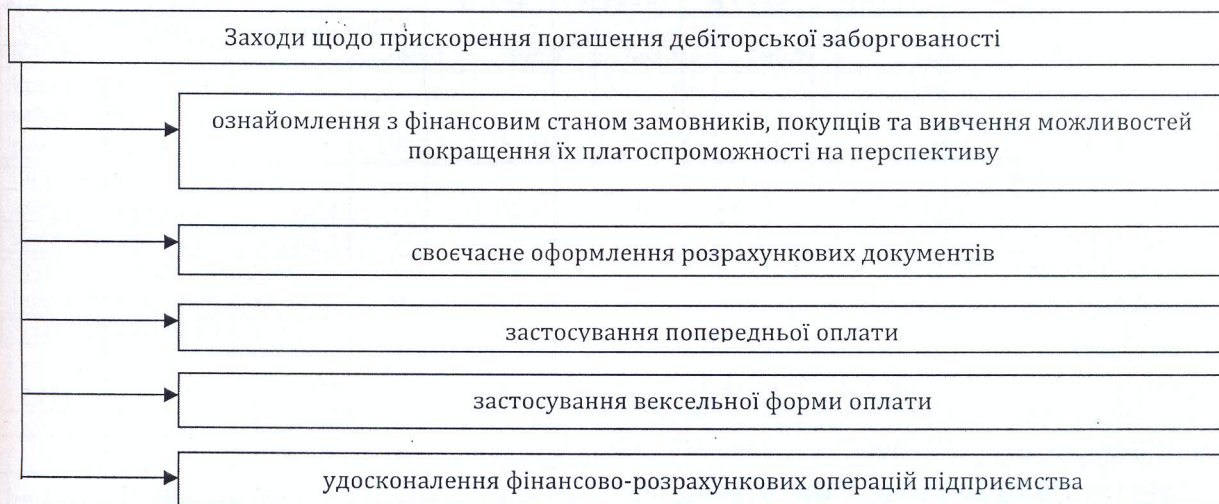 Заходи щодо прискорення погашення дебіторської заборгованості
ознайомлення з фінансовим станом замовників, покупців та вивчення можливостей
покращення їх платоспроможності на перспективу
своєчасне оформлення розрахункових документів
застосування попередньої оплати
застосування вексельної форми оплати
удосконалення фінансово-розрахункових операцій підприємства